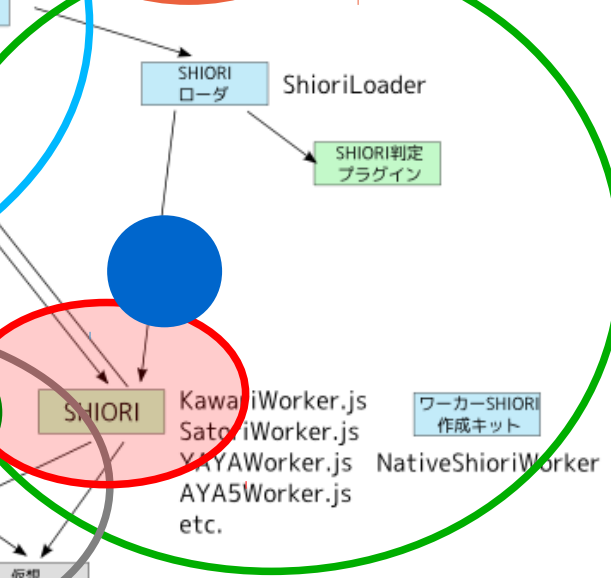 SHIORI
ローダ
ShioriLoader
SHIORI判定
プラグイン
SHIORI
KawariWorker.js
SatoriWorker.js
YAYAWorker.js
AYA5Worker.js
etc.
ワーカーSHIORI
作成キット
NativeShioriWorker
仮想